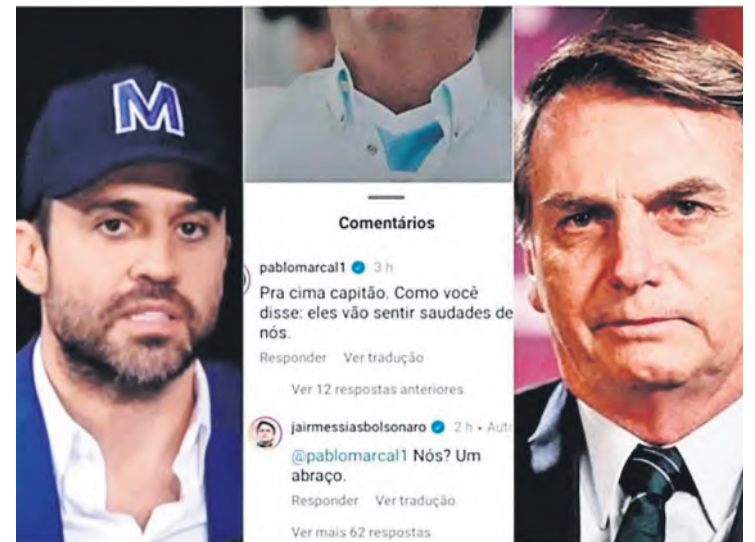 M
Comentários
pablomarcal1 3 h
Pra cima capitão. Como você
disse: eles vão sentir saudades de
nós.
Responder Ver tradução
Ver 12 respostas anteriores
jairmessiasbolsonaro 2 h • Aut
@pablomarcal1 Nós? Um
abraço.
Responder Ver tradução
Ver mais 62 respostas